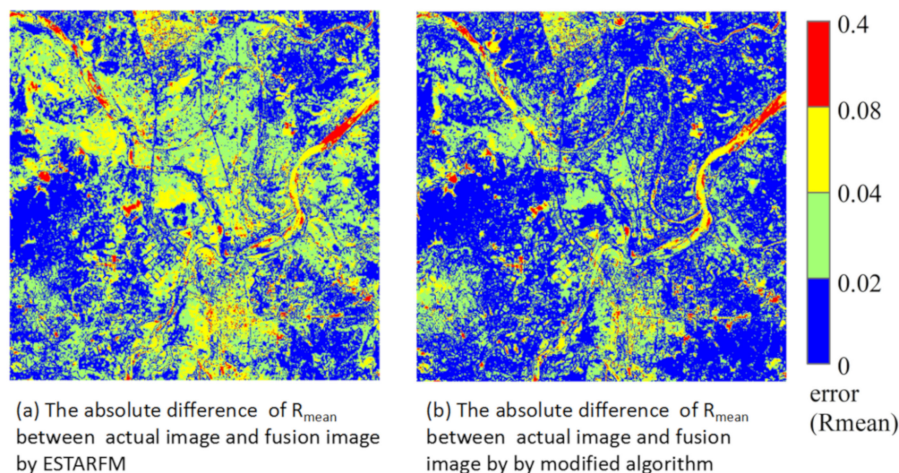 0.4
0.08
0.04
0.02
0
error
(Rmean)
(a) The absolute difference of Rmean
between actual image and fusion image
by ESTARFM
(b) The absolute difference of Rmean
between actual image and fusion
image by by modified algorithm